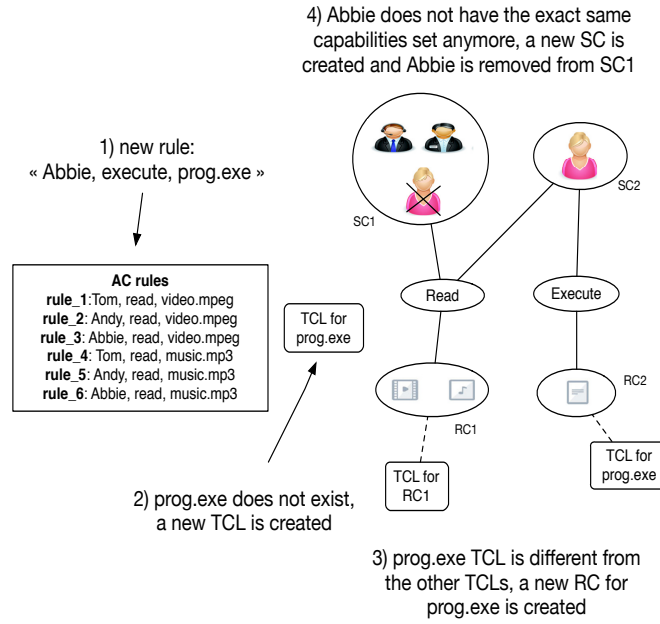 4) Abbie does not have the exact same
capabilities set anymore, a new SC is
created and Abbie is removed from SC1
1) new rule:
« Abbie, execute, prog.exe »
SC1
SC2
AC rules
rule_1:Tom, read, video.mpeg
rule_2: Andy, read, video.mpeg
rule_3: Abbie, read, video.mpeg
rule_4: Tom, read, music.mp3
rule_5: Andy, read, music.mp3
rule_6: Abbie, read, music.mp3
TCL for
prog.exe
Read
Execute
RC1
RC2
TCL for
RC1
TCL for
prog.exe
2) prog.exe does not exist,
a new TCL is created
3) prog.exe TCL is different from
the other TCLs, a new RC for
prog.exe is created